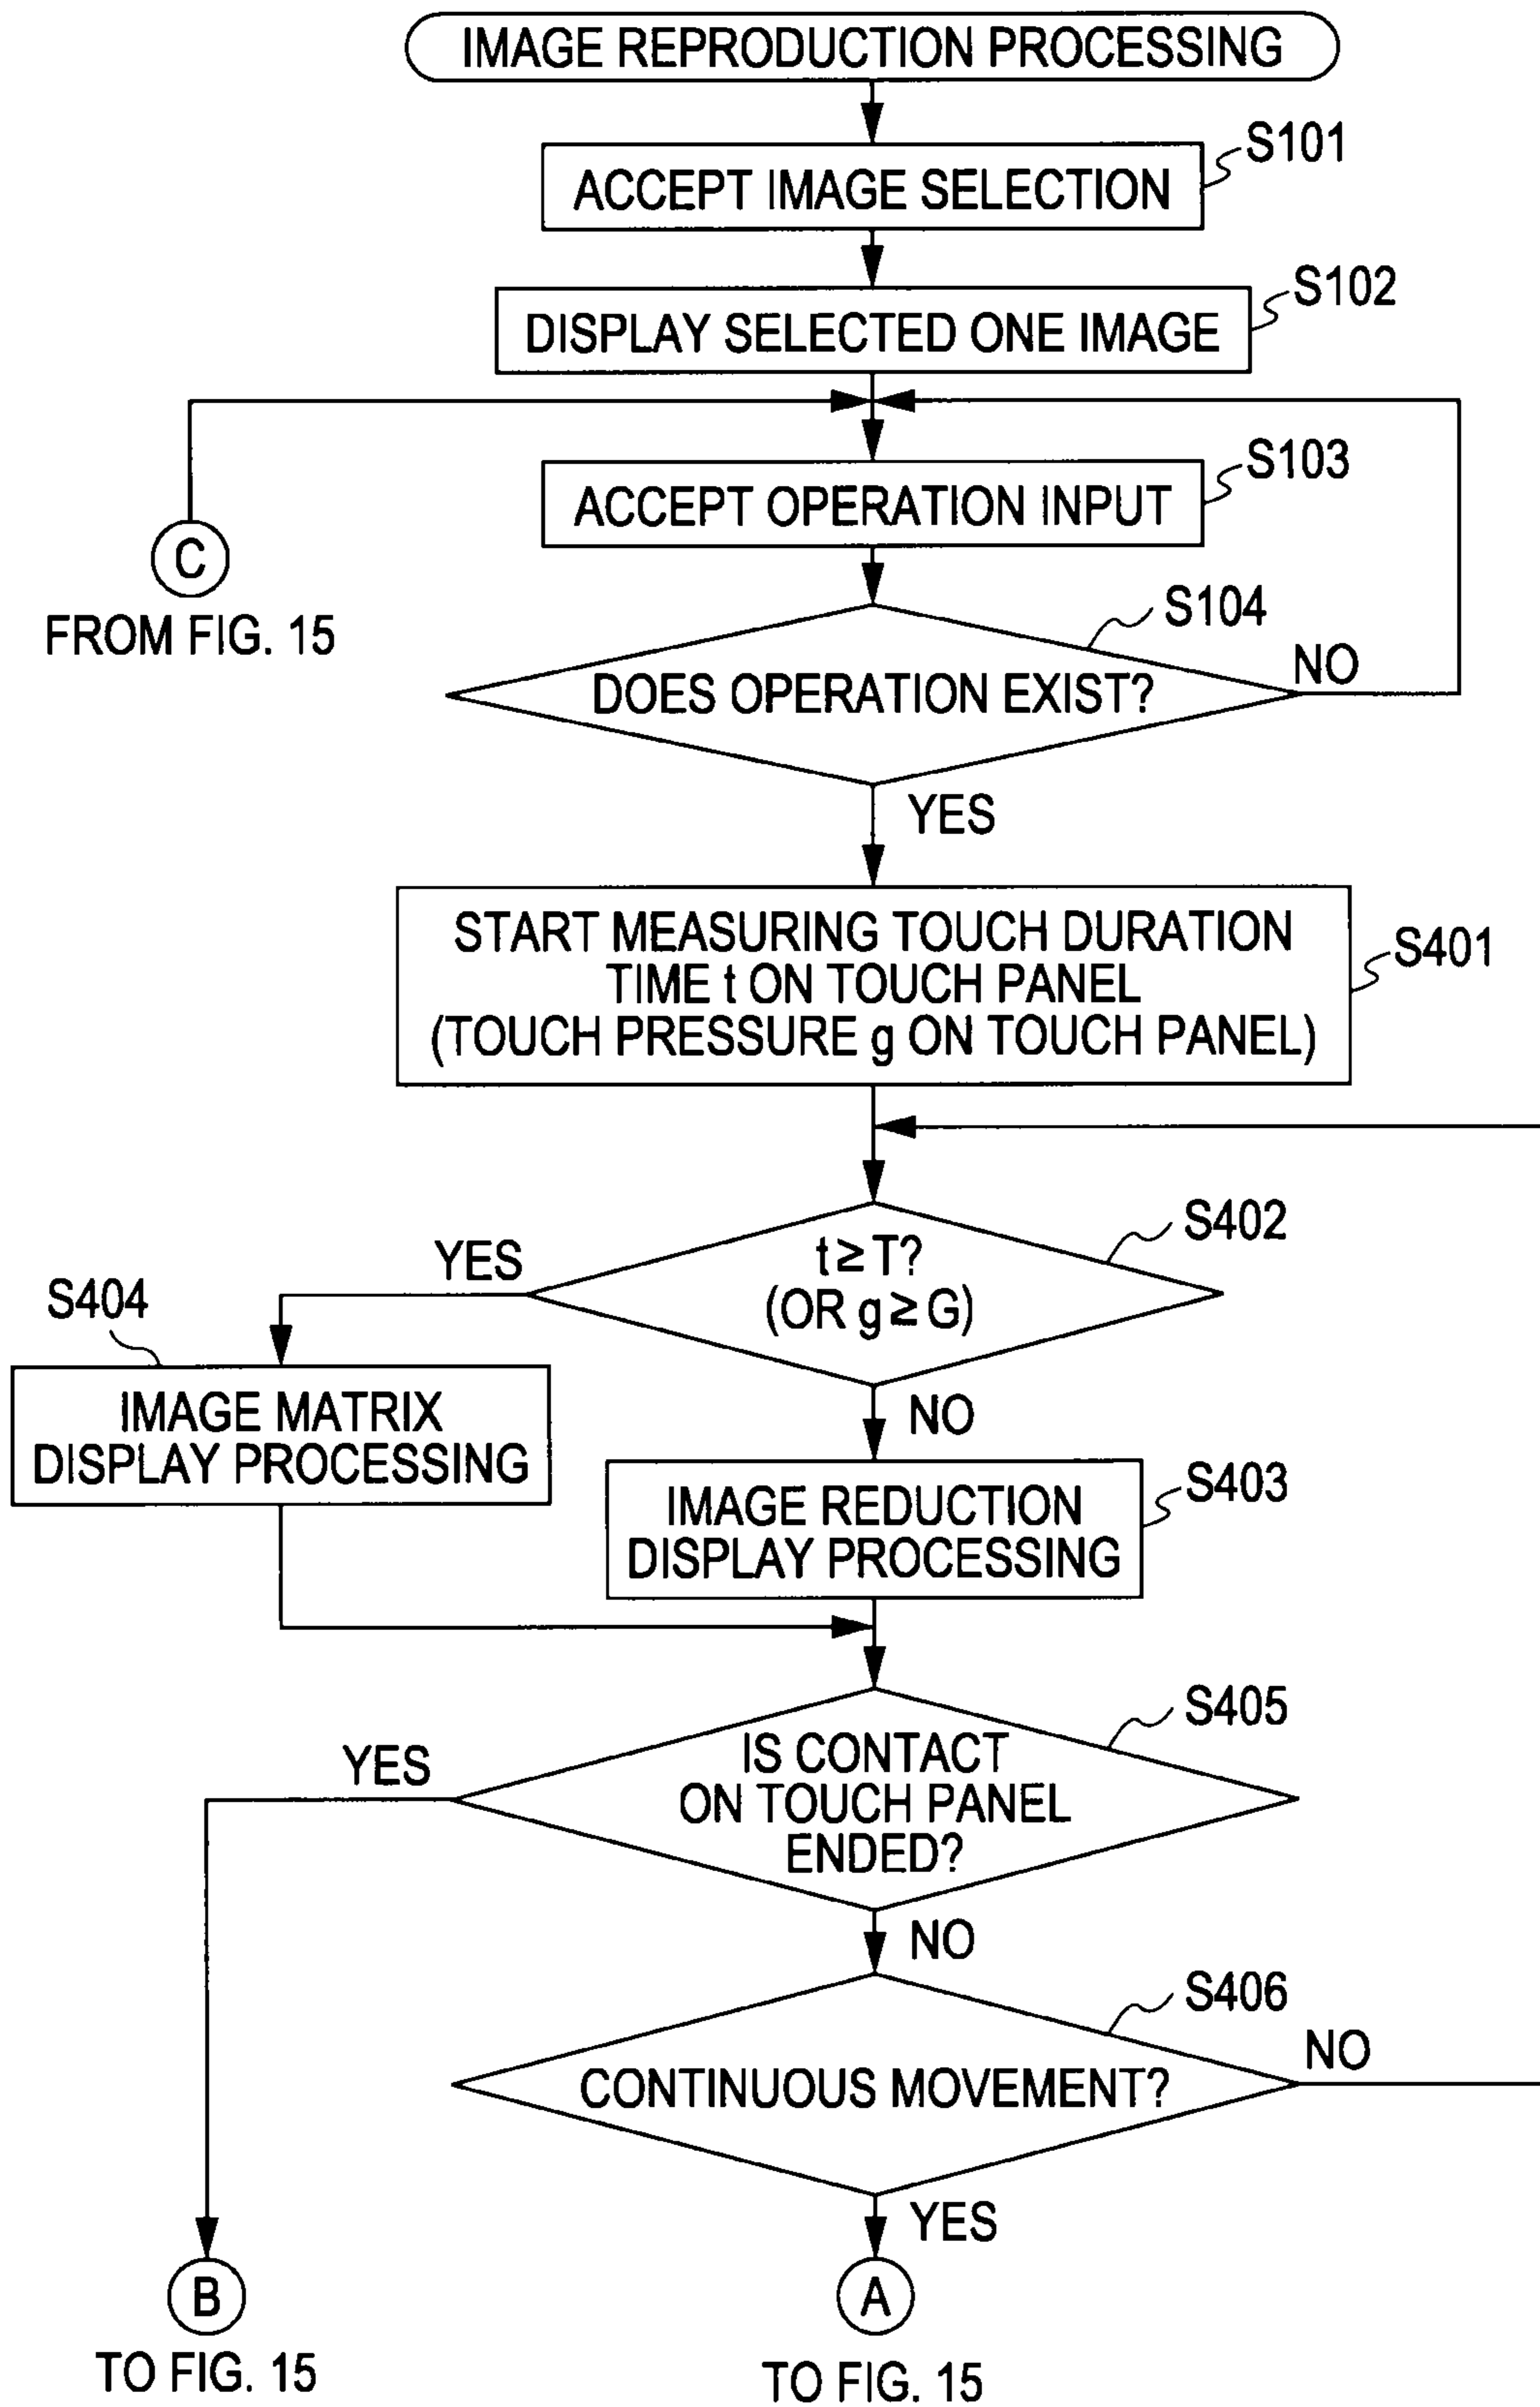 IMAGE REPRODUCTION PROCESSING
S101
ACCEPT IMAGE SELECTION
S102
DISPLAY SELECTED ONE IMAGE
S103
ACCEPT OPERATION INPUT
C
FROM FIG. 15
S104
DOES OPERATION EXIST?
NO
YES
START MEASURING TOUCH DURATION
TIME t ON TOUCH PANEL
(TOUCH PRESSURE g ON TOUCH PANEL)
S401
S402
t ≥ T?
(OR g ≥ G)
YES
NO
S404
IMAGE MATRIX
DISPLAY PROCESSING
S403
IMAGE REDUCTION
DISPLAY PROCESSING
S405
IS CONTACT
ON TOUCH PANEL
ENDED?
YES
NO
S406
CONTINUOUS MOVEMENT?
NO
YES
B
TO FIG. 15
A
TO FIG. 15